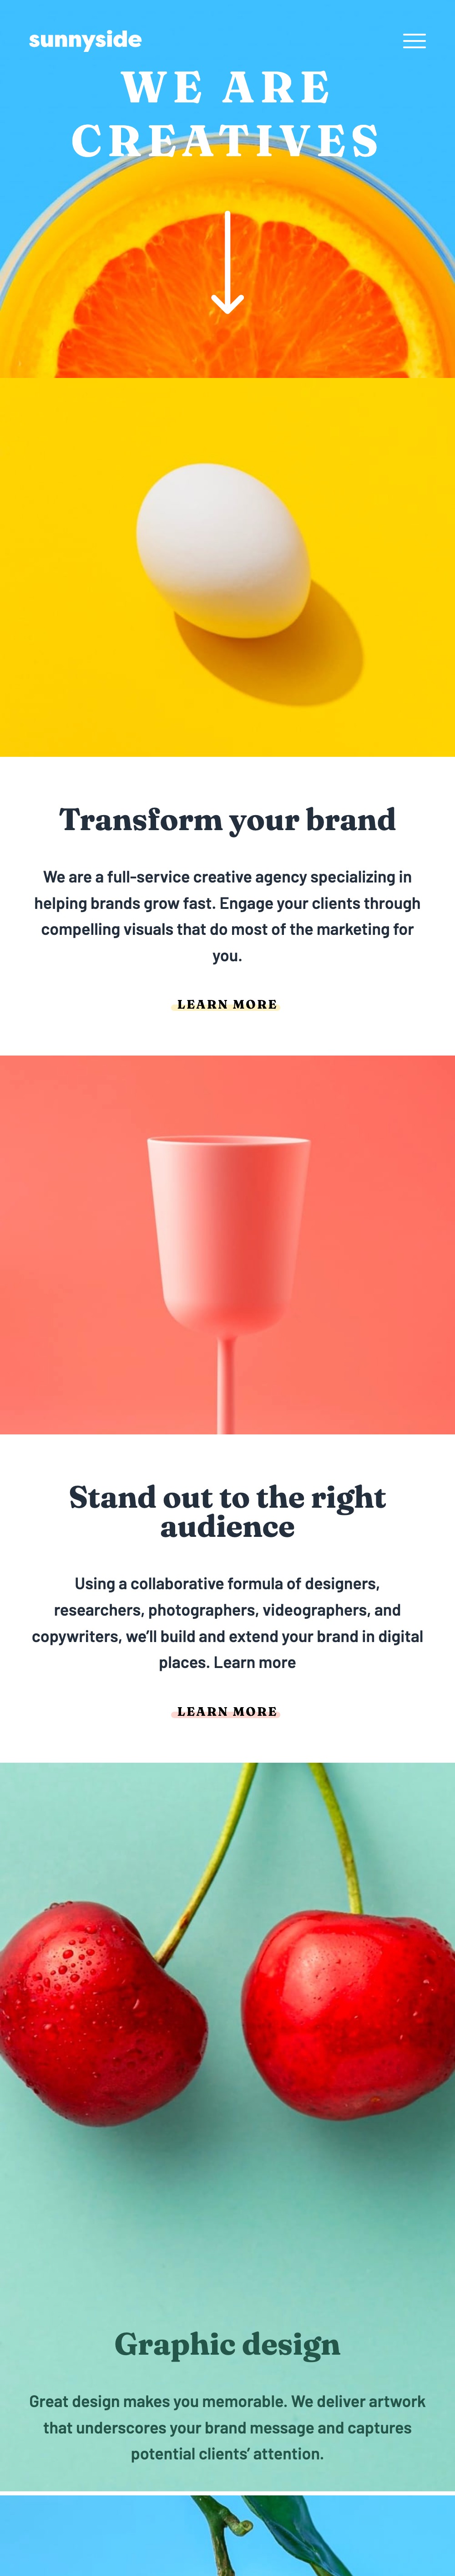 sunnyside
WE ARE
CREATIVES
Transform your brand
We are a full-service creative agency specializing in
helping brands grow fast. Engage your clients through
compelling visuals that do most of the marketing for
you.
LEARN MORE
Stand out to the right
audience
Using a collaborative formula of designers,
researchers, photographers, videographers, and
copywriters, we’ll build and extend your brand in digital
places. Learn more
LEARN MORE
Graphic design
Great design makes you memorable. We deliver artwork
that underscores your brand message and captures
potential clients’ attention.